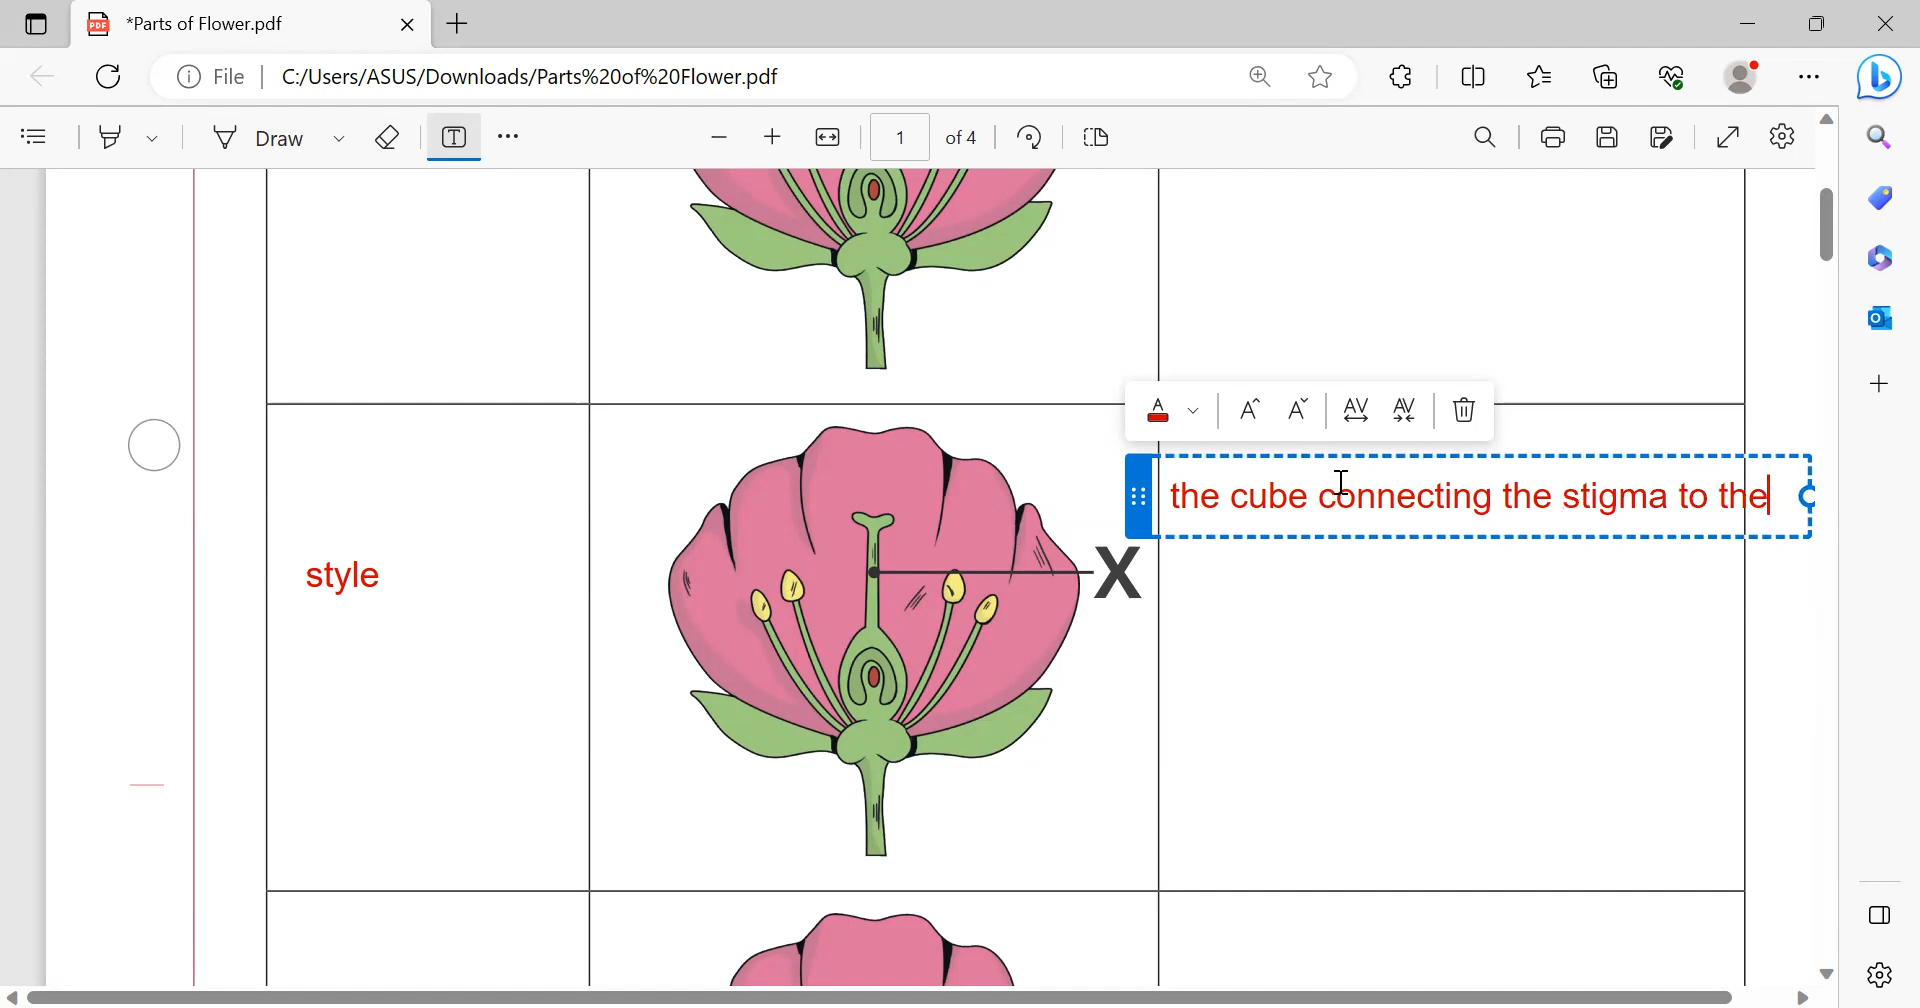 *Parts of Flower.pdf
File
C:/Users/ASUS/Downloads/Parts%20of%20Flower.pdf
Draw
1 of 4
the cube connecting the stigma to the
style
X